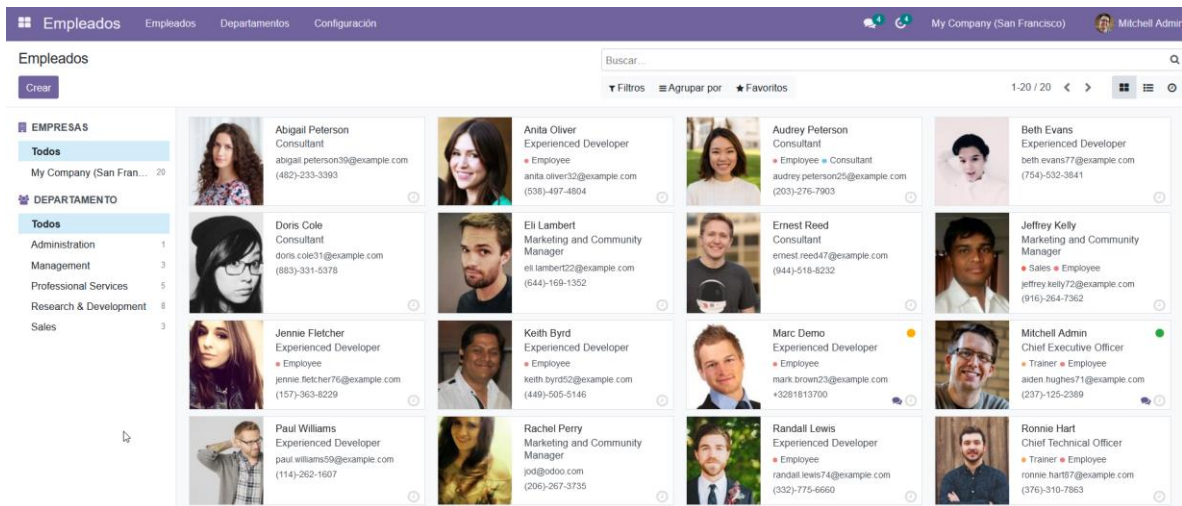 Empleados Empleados Departamentos Configuración 4 4 My Company (San Francisco) Mitchell Admin
Empleados
Buscar...
Crear
Filtros Agrupar por Favoritos 1-20 / 20
EMPRESAS
Todos
My Company (San Fran... 20
DEPARTAMENTO
Todos
Administration 1
Management 3
Professional Services 5
Research & Development 8
Sales 3
Abigail Peterson
Consultant
abigail.peterson39@example.com
(482)-233-3393
Anita Oliver
Experienced Developer
Employee
anita.oliver32@example.com
(538)-497-4804
Audrey Peterson
Consultant
Employee Consultant
audrey.peterson25@example.com
(203)-276-7903
Beth Evans
Experienced Developer
beth.evans77@example.com
(754)-532-3841
Doris Cole
Consultant
doris.cole31@example.com
(883)-331-5378
Eli Lambert
Marketing and Community
Manager
eli.lambert22@example.com
(644)-169-1352
Ernest Reed
Consultant
ernest.reed47@example.com
(944)-518-8232
Jeffrey Kelly
Marketing and Community
Manager
Sales Employee
jeffrey.kelly72@example.com
(916)-264-7362
Jennie Fletcher
Experienced Developer
Employee
jennie.fletcher76@example.com
(157)-363-8229
Keith Byrd
Experienced Developer
Employee
keith.byrd52@example.com
(449)-505-5146
Marc Demo
Experienced Developer
Employee
mark.brown23@example.com
+3281813700
Mitchell Admin
Chief Executive Officer
Trainer Employee
aiden.hughes71@example.com
(237)-125-2389
Paul Williams
Experienced Developer
paul.williams59@example.com
(114)-262-1607
Rachel Perry
Marketing and Community
Manager
jod@odoo.com
(206)-267-3735
Randall Lewis
Experienced Developer
Employee
randall.lewis74@example.com
(332)-775-6660
Ronnie Hart
Chief Technical Officer
Trainer Employee
ronnie.hart87@example.com
(376)-310-7863